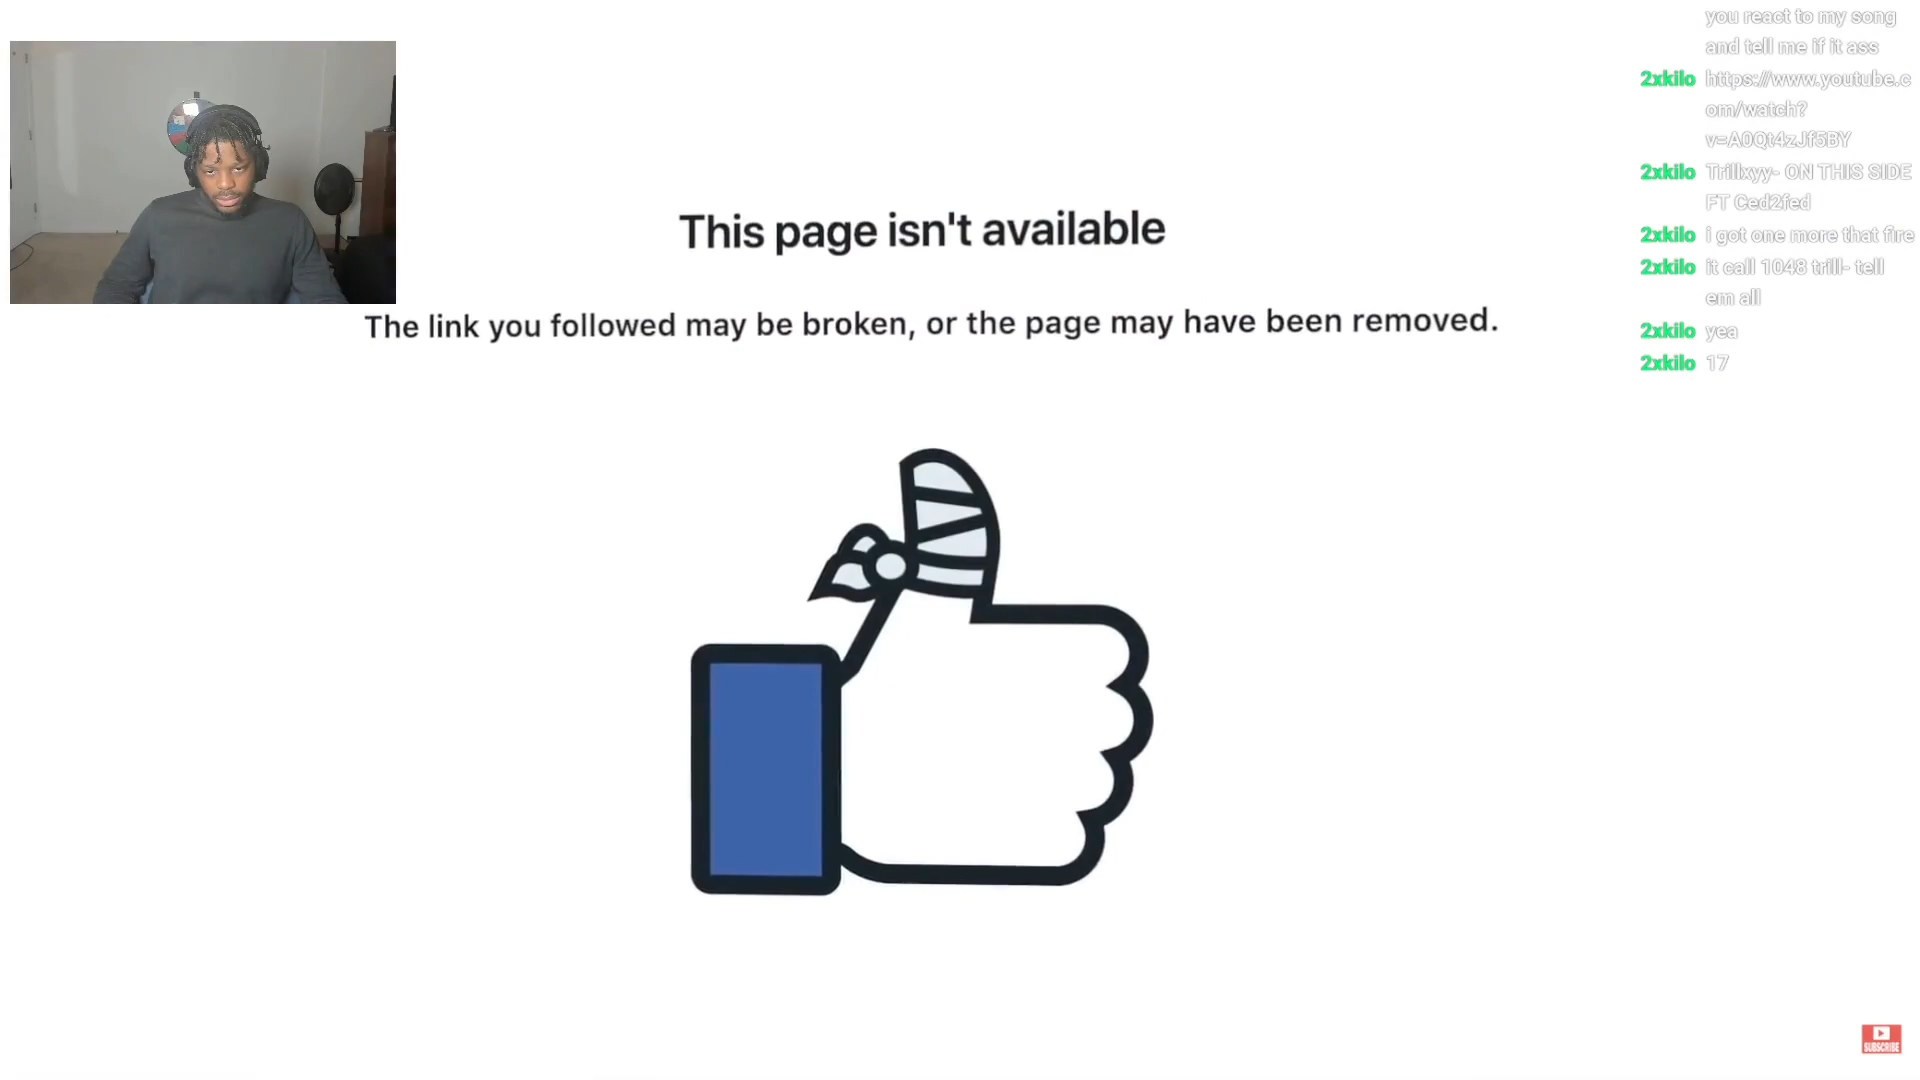 you react to my song
and tell me if it ass
2xkilo https://www.youtube.c
om/watch?
v=A0Qt4zJf5BY
2xkilo Trillxyy- ON THIS SIDE
FT Ced2fed
2xkilo i got one more that fire
2xkilo it call 1048 trill- tell
em all
2xkilo yea
2xkilo 17
This page isn't available
The link you followed may be broken, or the page may have been removed.
SUBSCRIBE